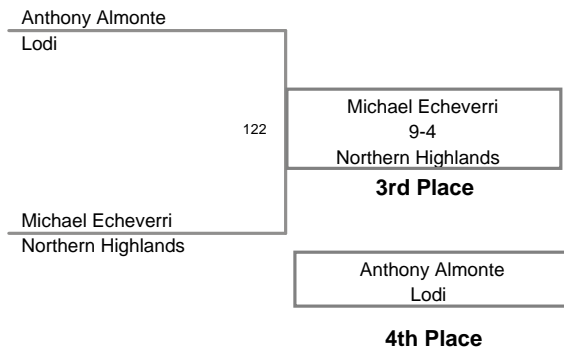 Anthony Almonte
Lodi
122
Michael Echeverri
9-4
Northern Highlands
3rd Place
Michael Echeverri
Northern Highlands
Anthony Almonte
Lodi
4th Place